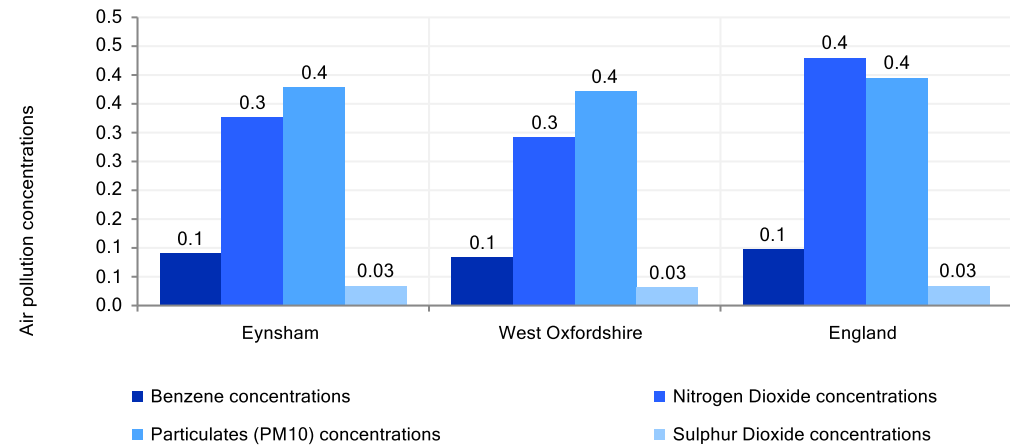 Air pollution concentrations
0.5
0.5
0.4
0.4
0.3
0.3
0.2
0.2
0.1
0.1
0.0
0.1
0.3
0.4
0.03
0.1
0.3
0.4
0.03
0.1
0.4
0.4
0.03
Eynsham
West Oxfordshire
England
Benzene concentrations
Nitrogen Dioxide concentrations
Particulates (PM10) concentrations
Sulphur Dioxide concentrations